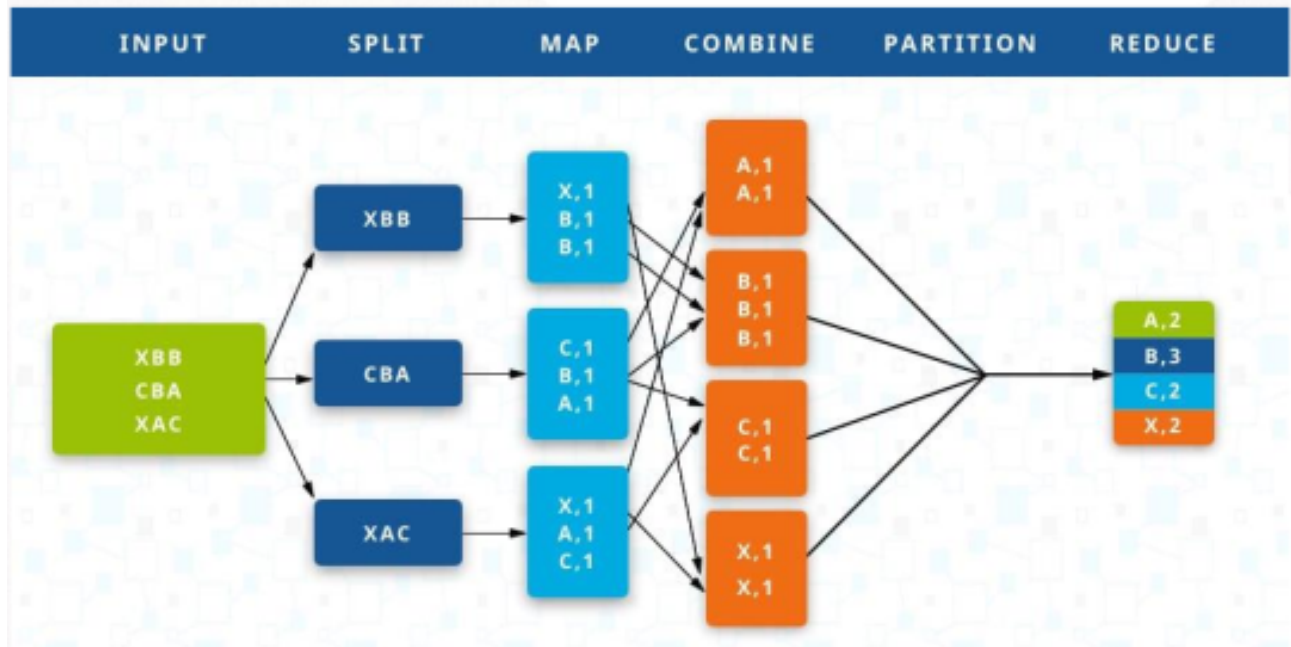 INPUT SPLIT MAP COMBINE PARTITION REDUCE
XBB
CBA
XAC
XBB
CBA
XAC
X,1
B,1
B,1
C,1
B,1
A,1
X,1
A,1
C,1
A,1
A,1
B,1
B,1
B,1
C,1
C,1
X,1
X,1
A,2
B,3
C,2
X,2